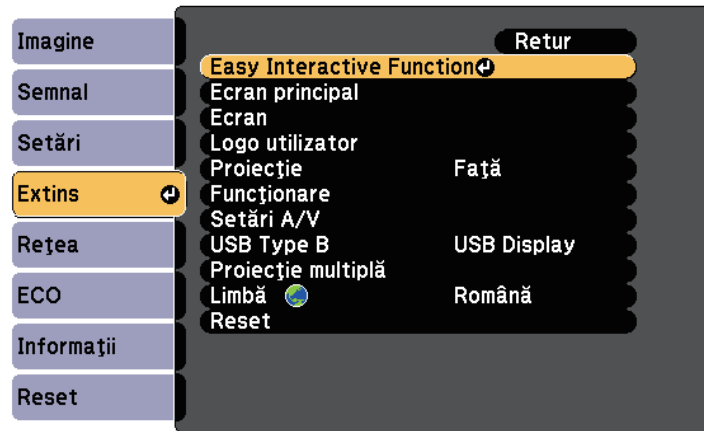 Imagine
Semnal
Setări
Extins
Reţea
ECO
Informaţii
Reset
Retur
Easy Interactive Function
Ecran principal
Ecran
Logo utilizator
Proiecţie Faţă
Funcţionare
Setări A/V
USB Type B USB Display
Proiecţie multiplă
Limbă Română
Reset